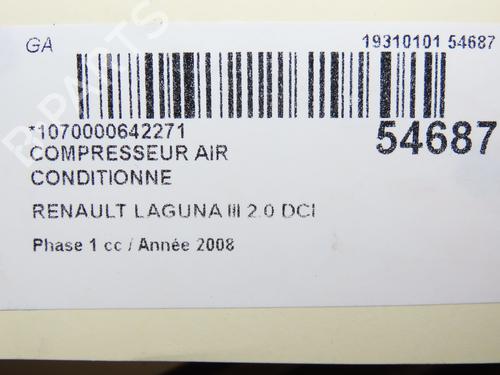 GA
19310101 54687
*1070000642271
54687
COMPRESSEUR AIR
CONDITIONNE
RENAULT LAGUNA III 2.0 DCI
Phase 1 cc / Année 2008
B-PARTS